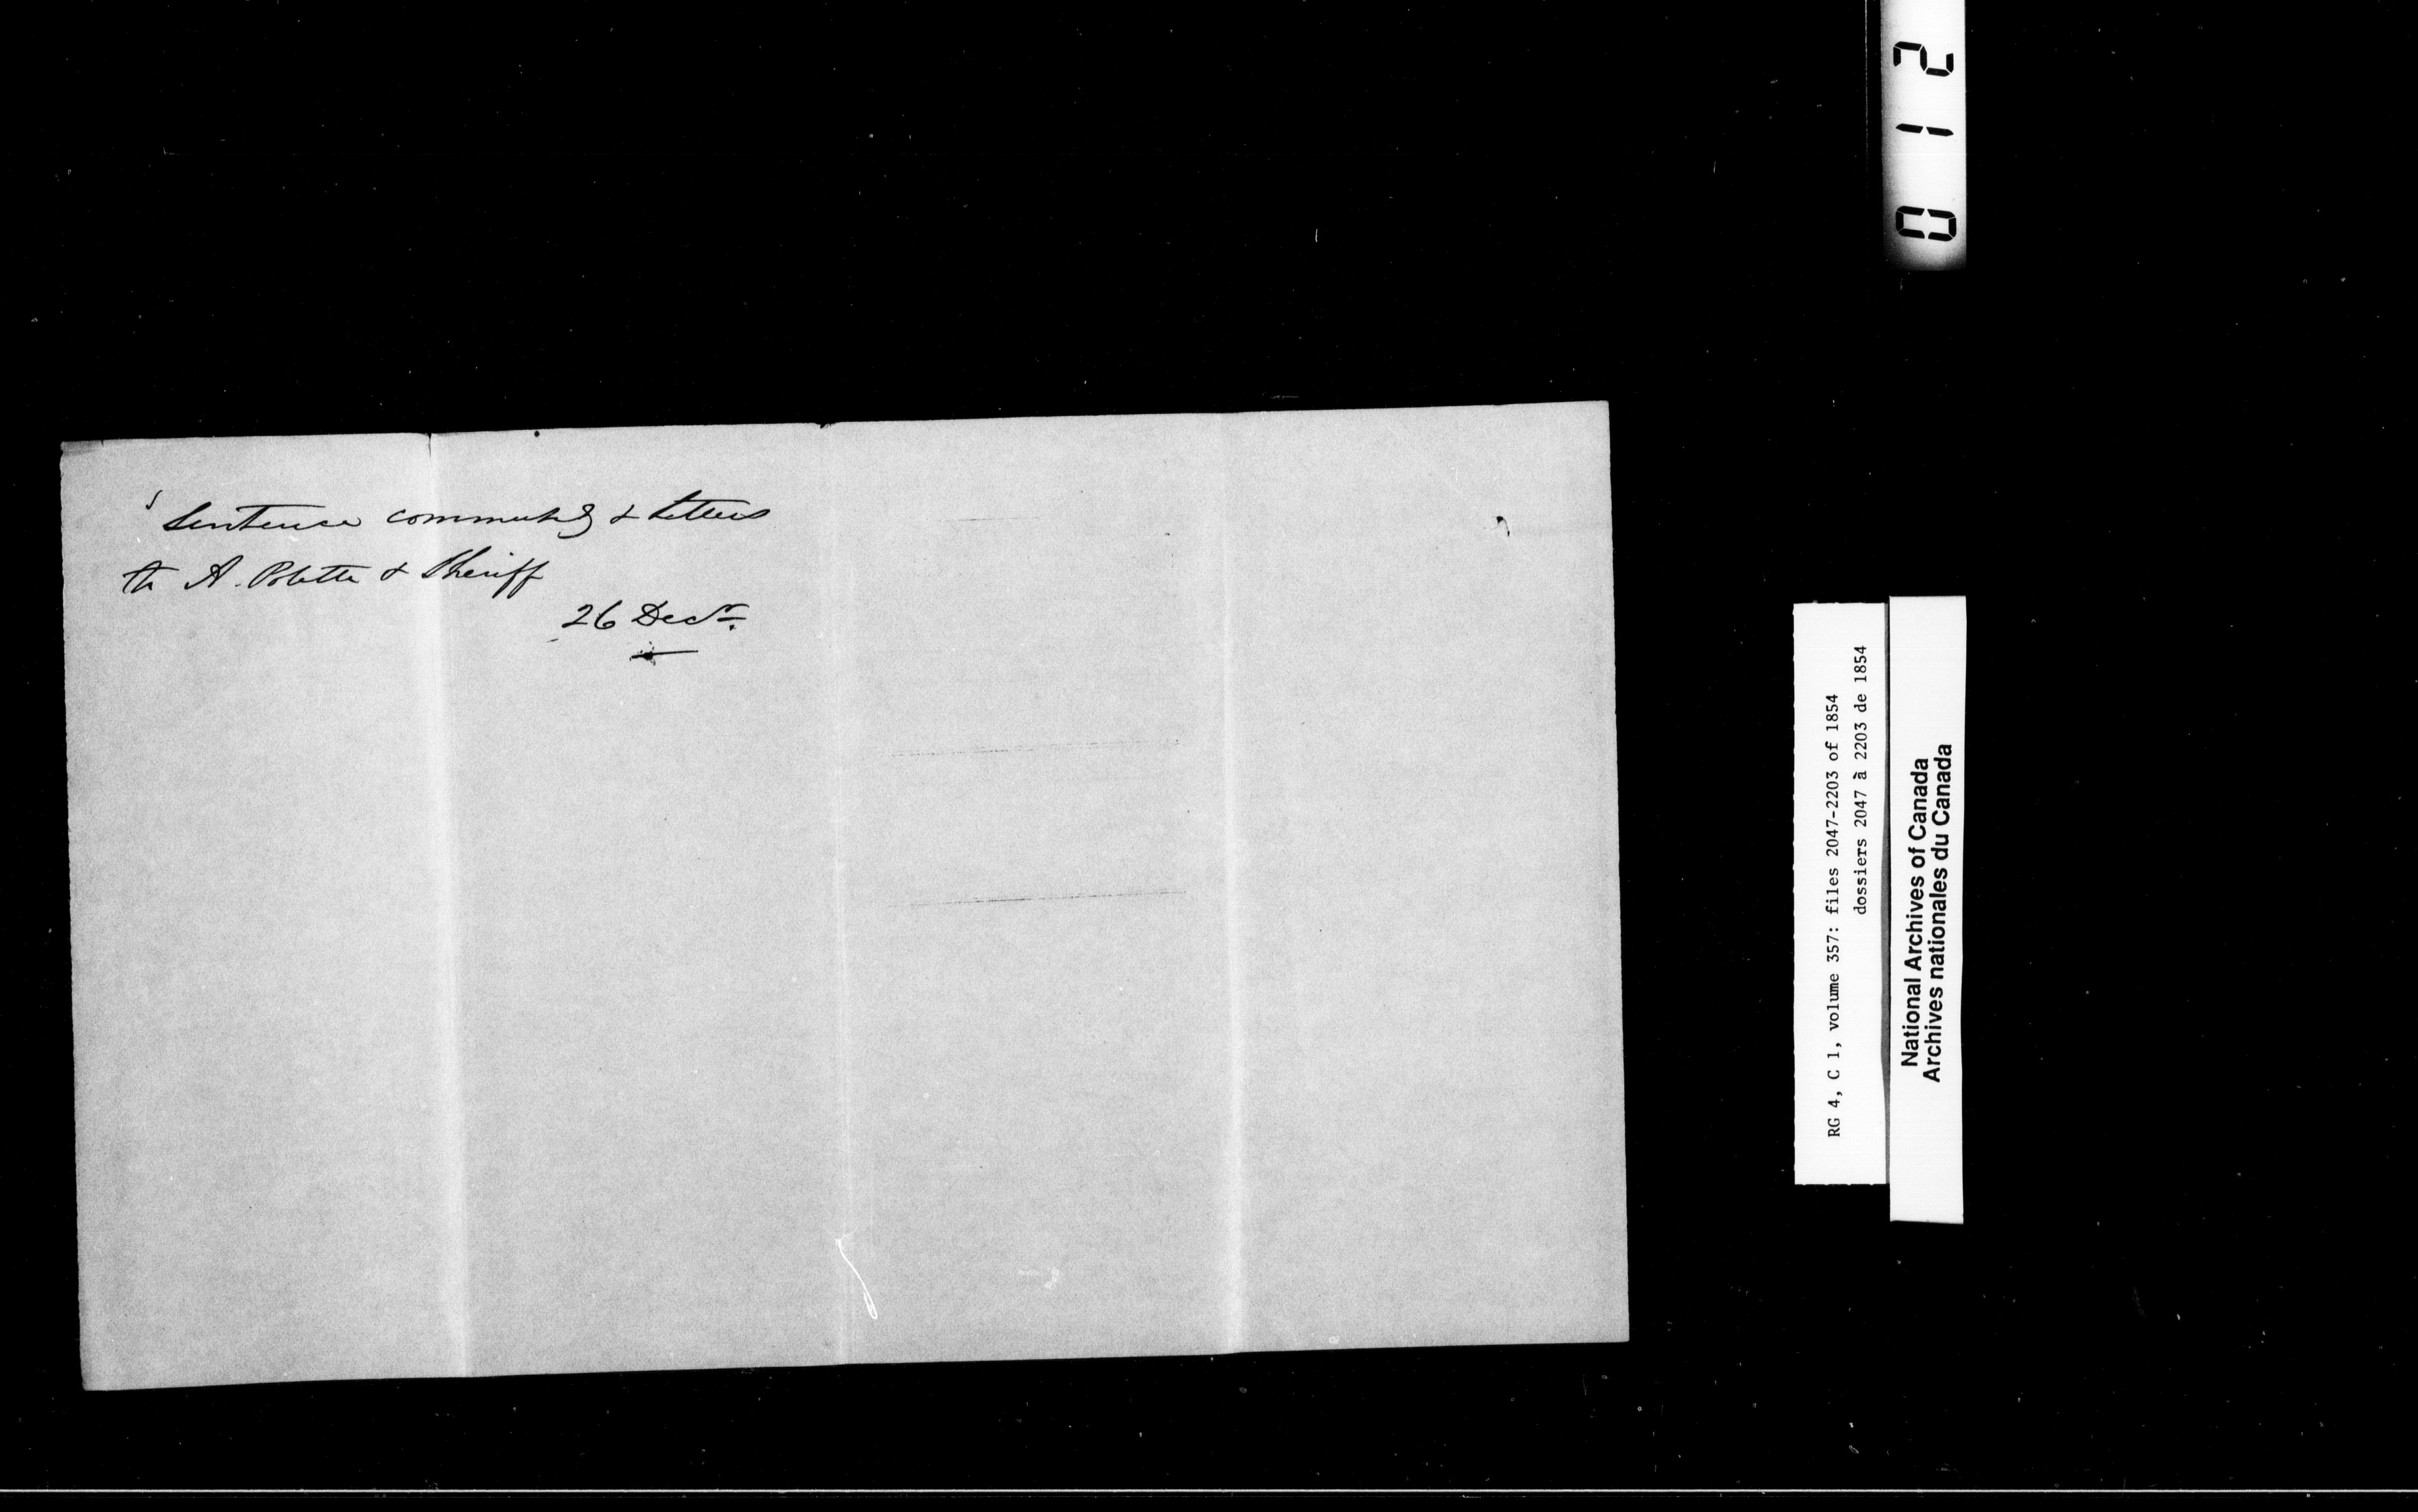 Sentence commuted & letters
to A. Polette & Sheriff
26 Decr.
012
RG 4, C 1, volume 357: files 2047-2203 of 1854
dossiers 2047 à 2203 de 1854
National Archives of Canada
Archives nationales du Canada